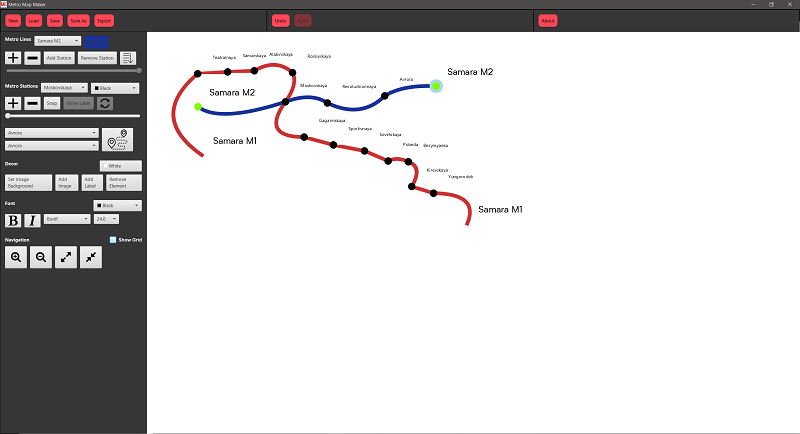 Metro Map Maker
New
Load
Save
Save As
Export
Undo
About
Metro Lines
Samara M2
Add Station
Remove Station
Metro Stations
Moskovskaya
Black
Snap
Move Label
Avrora
Avrora
Decor
White
Set Image
Background
Add
Image
Add
Label
Remove
Element
Font
Black
B
I
24.0
Navigation
Show Grid
Teatralnaya
Samarskaya
Alabinskaya
Rossiyskaya
Samara M2
Samara M2
Moskovskaya
Revoluchionnaya
Avrora
Gagarinskaya
Sportivnaya
Sovetskaya
Pobeda
Bezymyanka
Kirovskaya
Yungorodok
Samara M1
Samara M1